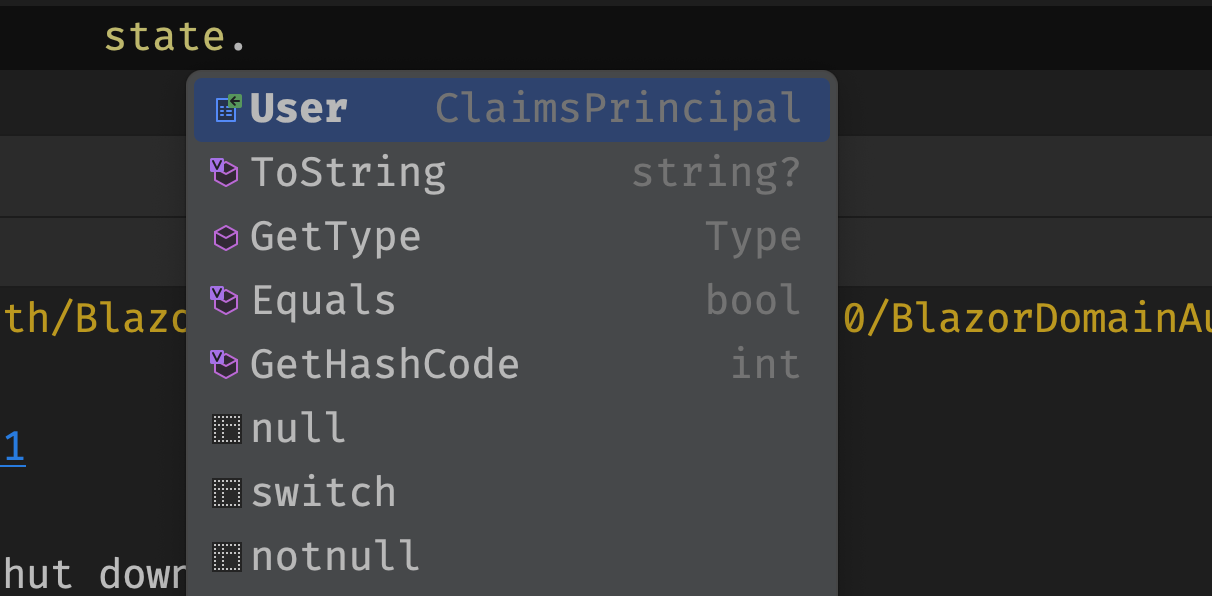 state.
User ClaimsPrincipal
ToString string?
GetType Type
Equals bool
th/Blazo 0/BlazorDomainAu
GetHashCode int
null
1
switch
notnull
hut down